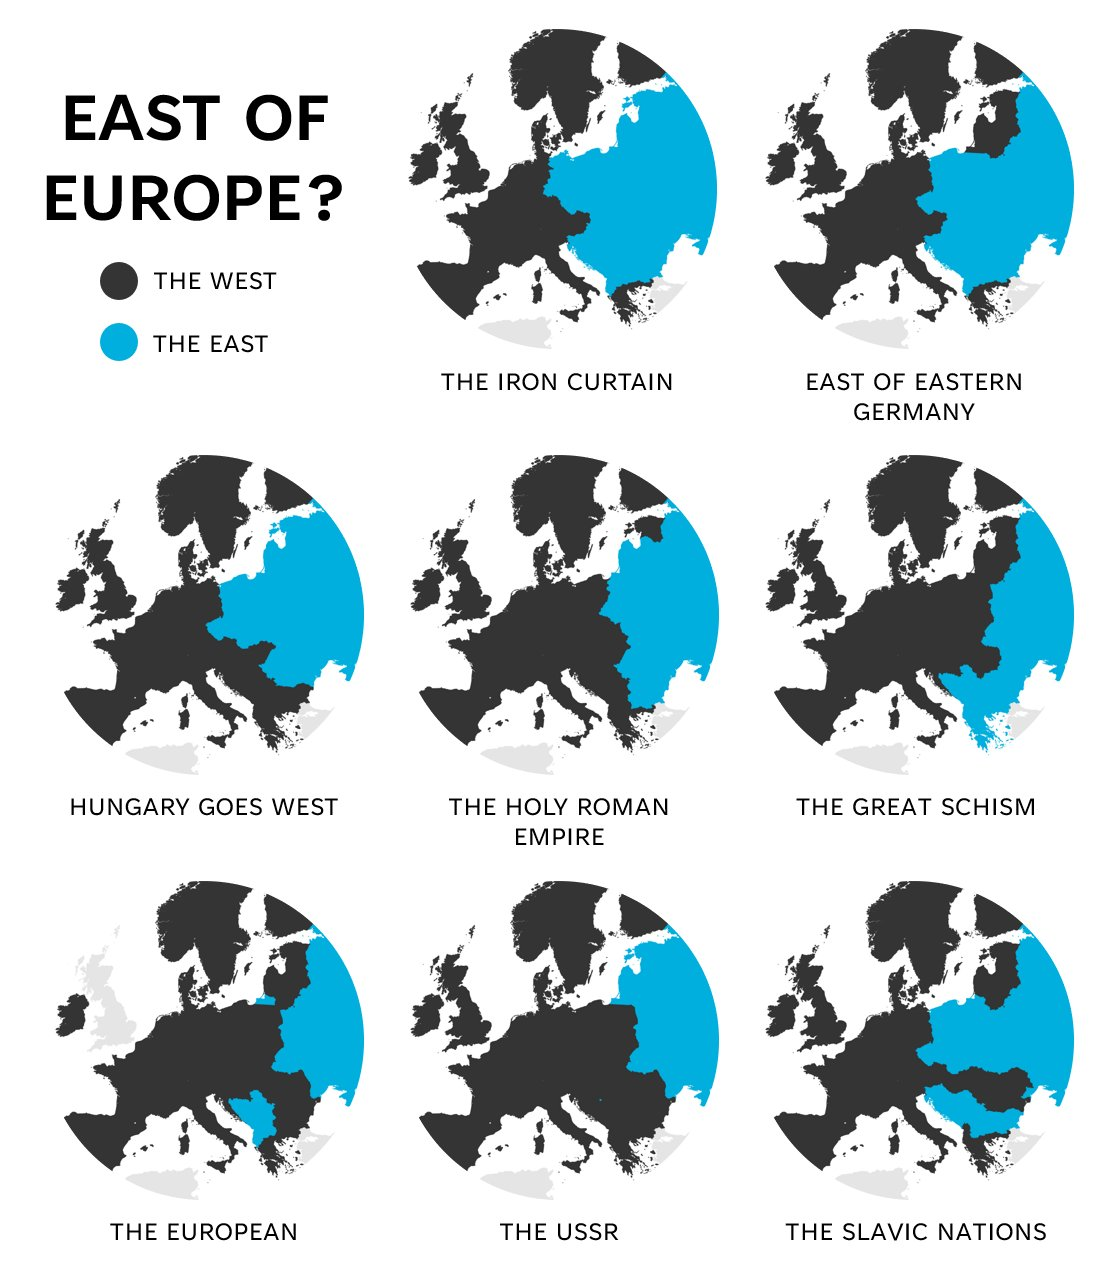 EAST OF
EUROPE?
THE WEST
THE EAST
THE IRON CURTAIN
EAST OF EASTERN
GERMANY
HUNGARY GOES WEST
THE HOLY ROMAN
EMPIRE
THE GREAT SCHISM
THE EUROPEAN
THE USSR
THE SLAVIC NATIONS